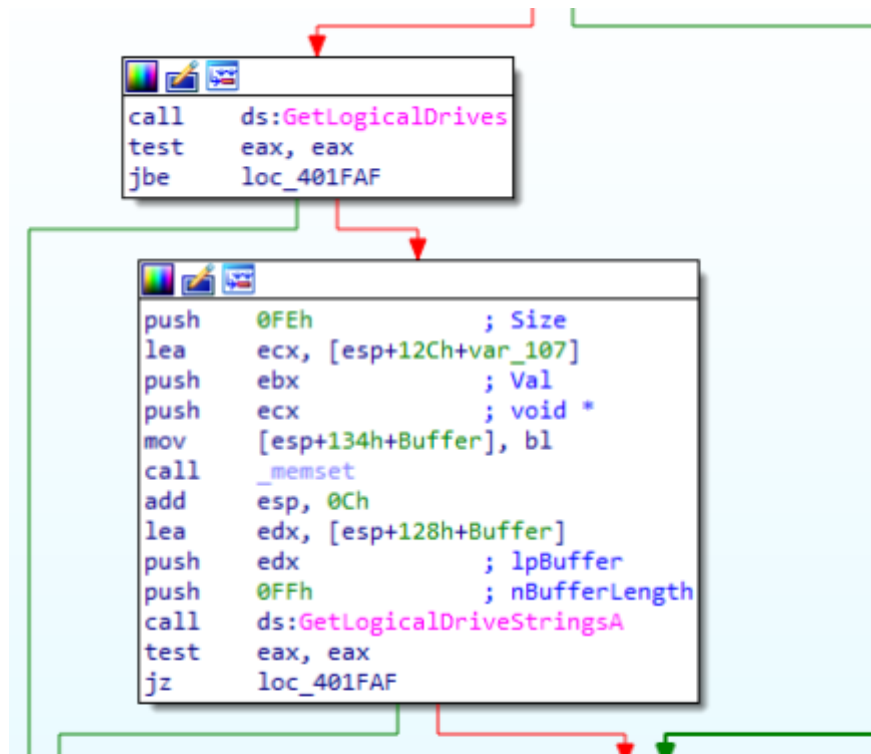 call ds:GetLogicalDrives
test eax, eax
jbe loc_401FAF
push 0FEh ; Size
lea ecx, [esp+12Ch+var_107]
push ebx ; Val
push ecx ; void *
mov [esp+134h+Buffer], bl
call _memset
add esp, 0Ch
lea edx, [esp+128h+Buffer]
push edx ; lpBuffer
push 0FFh ; nBufferLength
call ds:GetLogicalDriveStringsA
test eax, eax
jz loc_401FAF